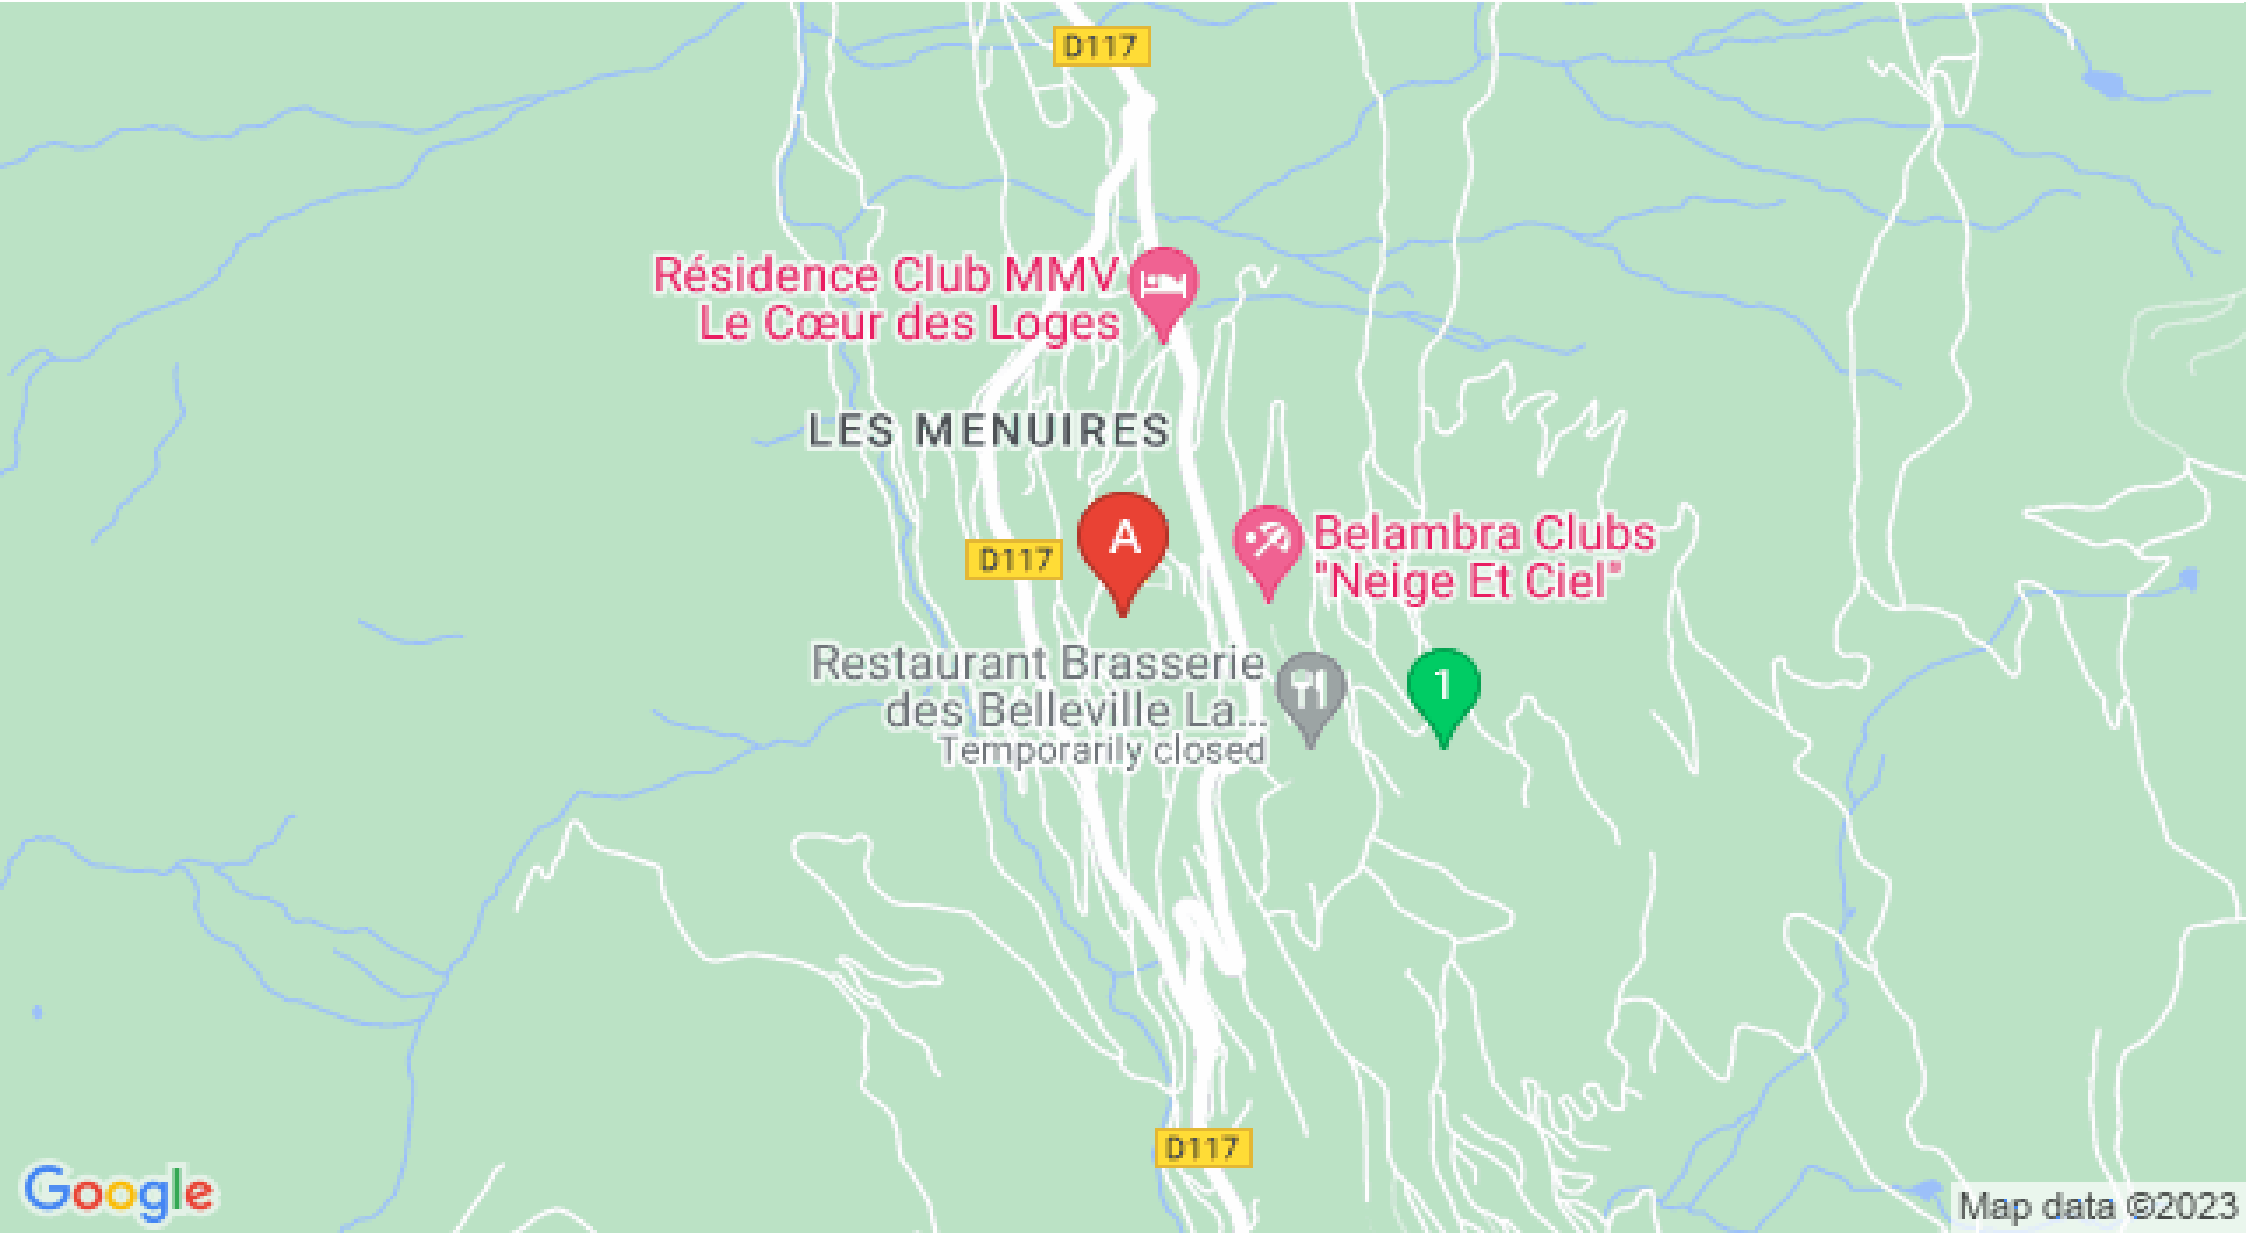 D117
Résidence Club MMV
Le Cœur des Loges
LES MENUIRES
A
D117
Belambra Clubs
"Neige Et Ciel"
Restaurant Brasserie
des Belleville La...
Temporarily closed
1
D117
Google
Map data ©2023